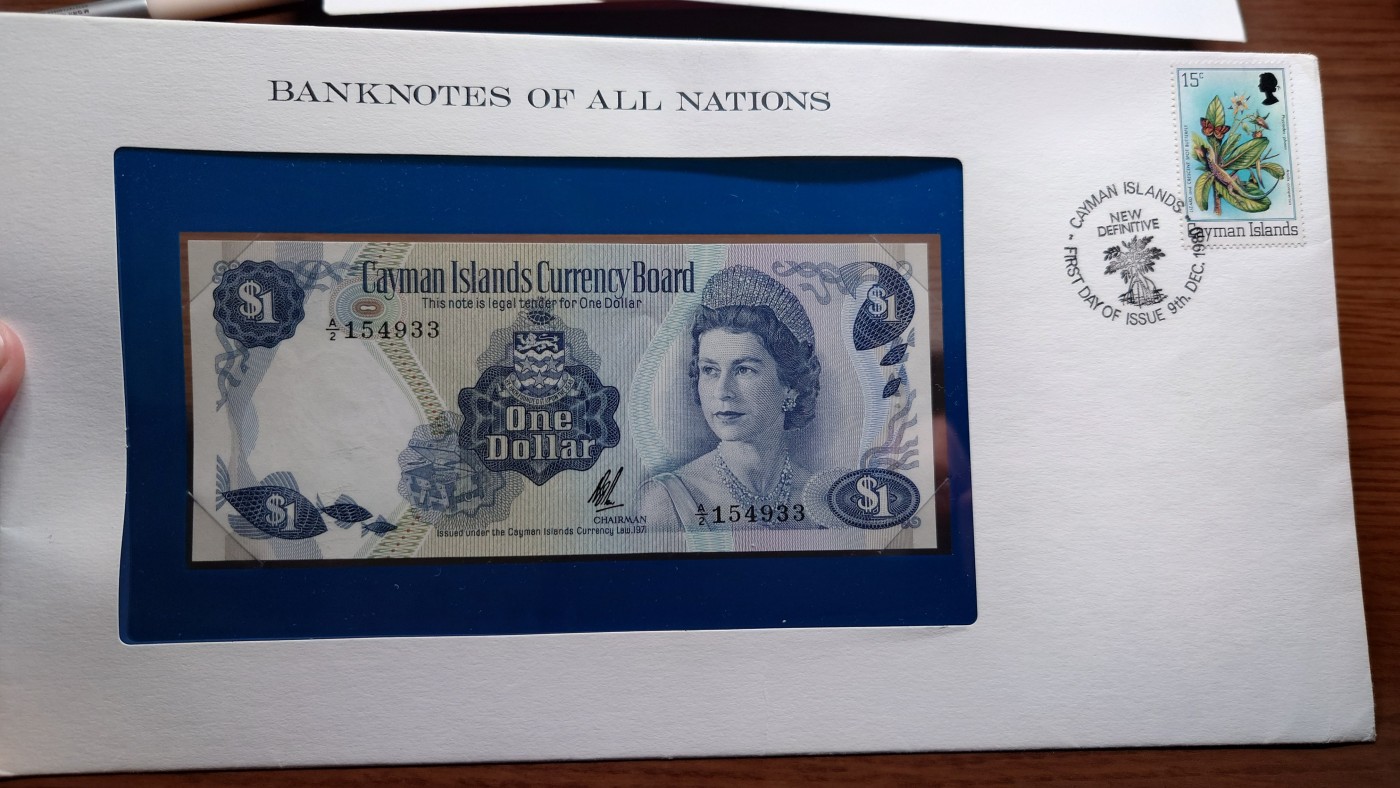 BANKNOTES OF ALL NATIONS
15c
Cayman Islands
CAYMAN ISLANDS
NEW
DEFINITIVE
FIRST DAY OF ISSUE 9th. DEC. 1980
Cayman Islands Currency Board
This note is legal tender for One Dollar
$1
$1
A/2 154933
One
Dollar
CHAIRMAN
A/2 154933
$1
$1
Issued under the Cayman Islands Currency Law, 1971